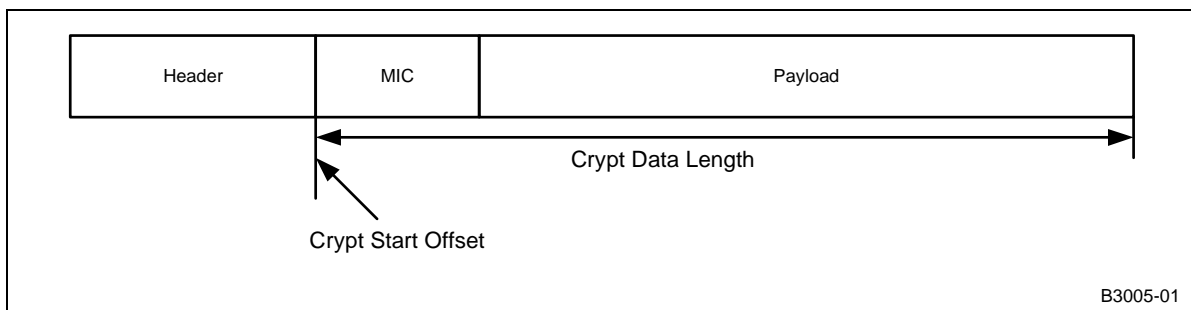 Header MIC Payload
Crypt Data Length
Crypt Start Offset
B3005-01